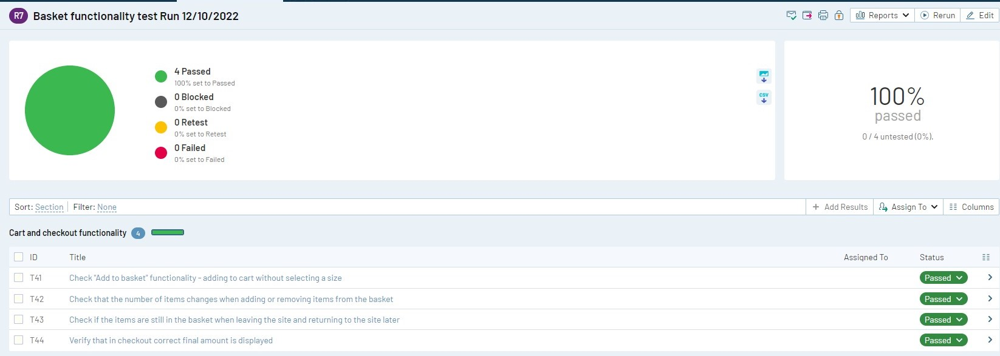 R7 Basket functionality test Run 12/10/2022 Reports Rerun Edit
4 Passed
100% set to Passed
0 Blocked
0% set to Blocked
0 Retest
0% set to Retest
0 Failed
0% set to Failed
CSV
100%
passed
0 / 4 untested (0%).
Sort: Section Filter: None + Add Results Assign To Columns
Cart and checkout functionality 4
ID Title Assigned To Status
T41 Check "Add to basket" functionality - adding to cart without selecting a size Passed
T42 Check that the number of items changes when adding or removing items from the basket Passed
T43 Check if the items are still in the basket when leaving the site and returning to the site later Passed
T44 Verify that in checkout correct final amount is displayed Passed